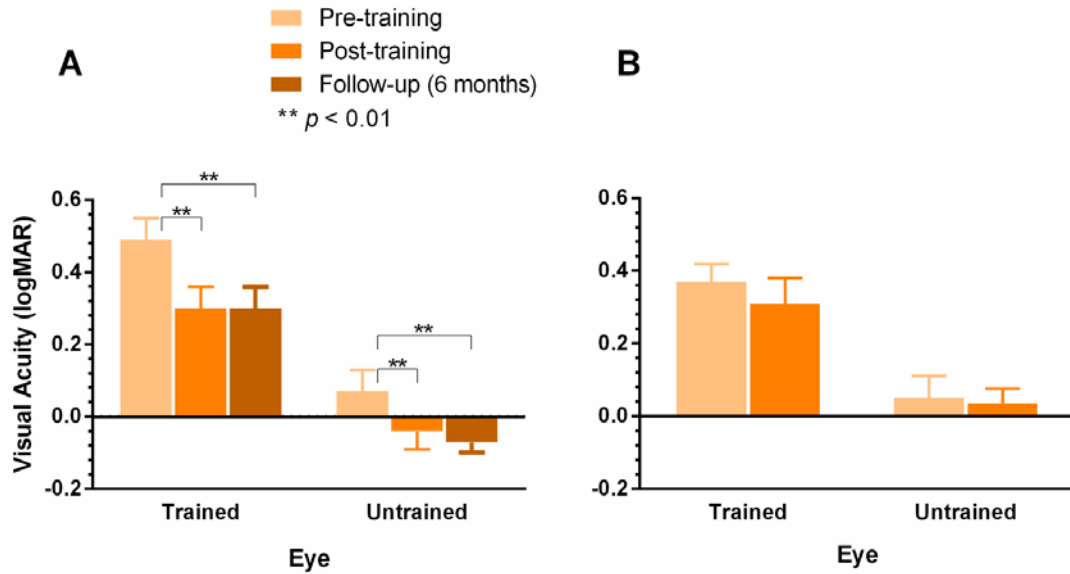 Pre-training
Post-training
Follow-up (6 months)
** p < 0.01
A
B
Visual Acuity (logMAR)
0.6
0.4
0.2
0.0
-0.2
**
**
**
**
Trained
Untrained
Eye
0.6
0.4
0.2
0.0
-0.2
Trained
Untrained
Eye